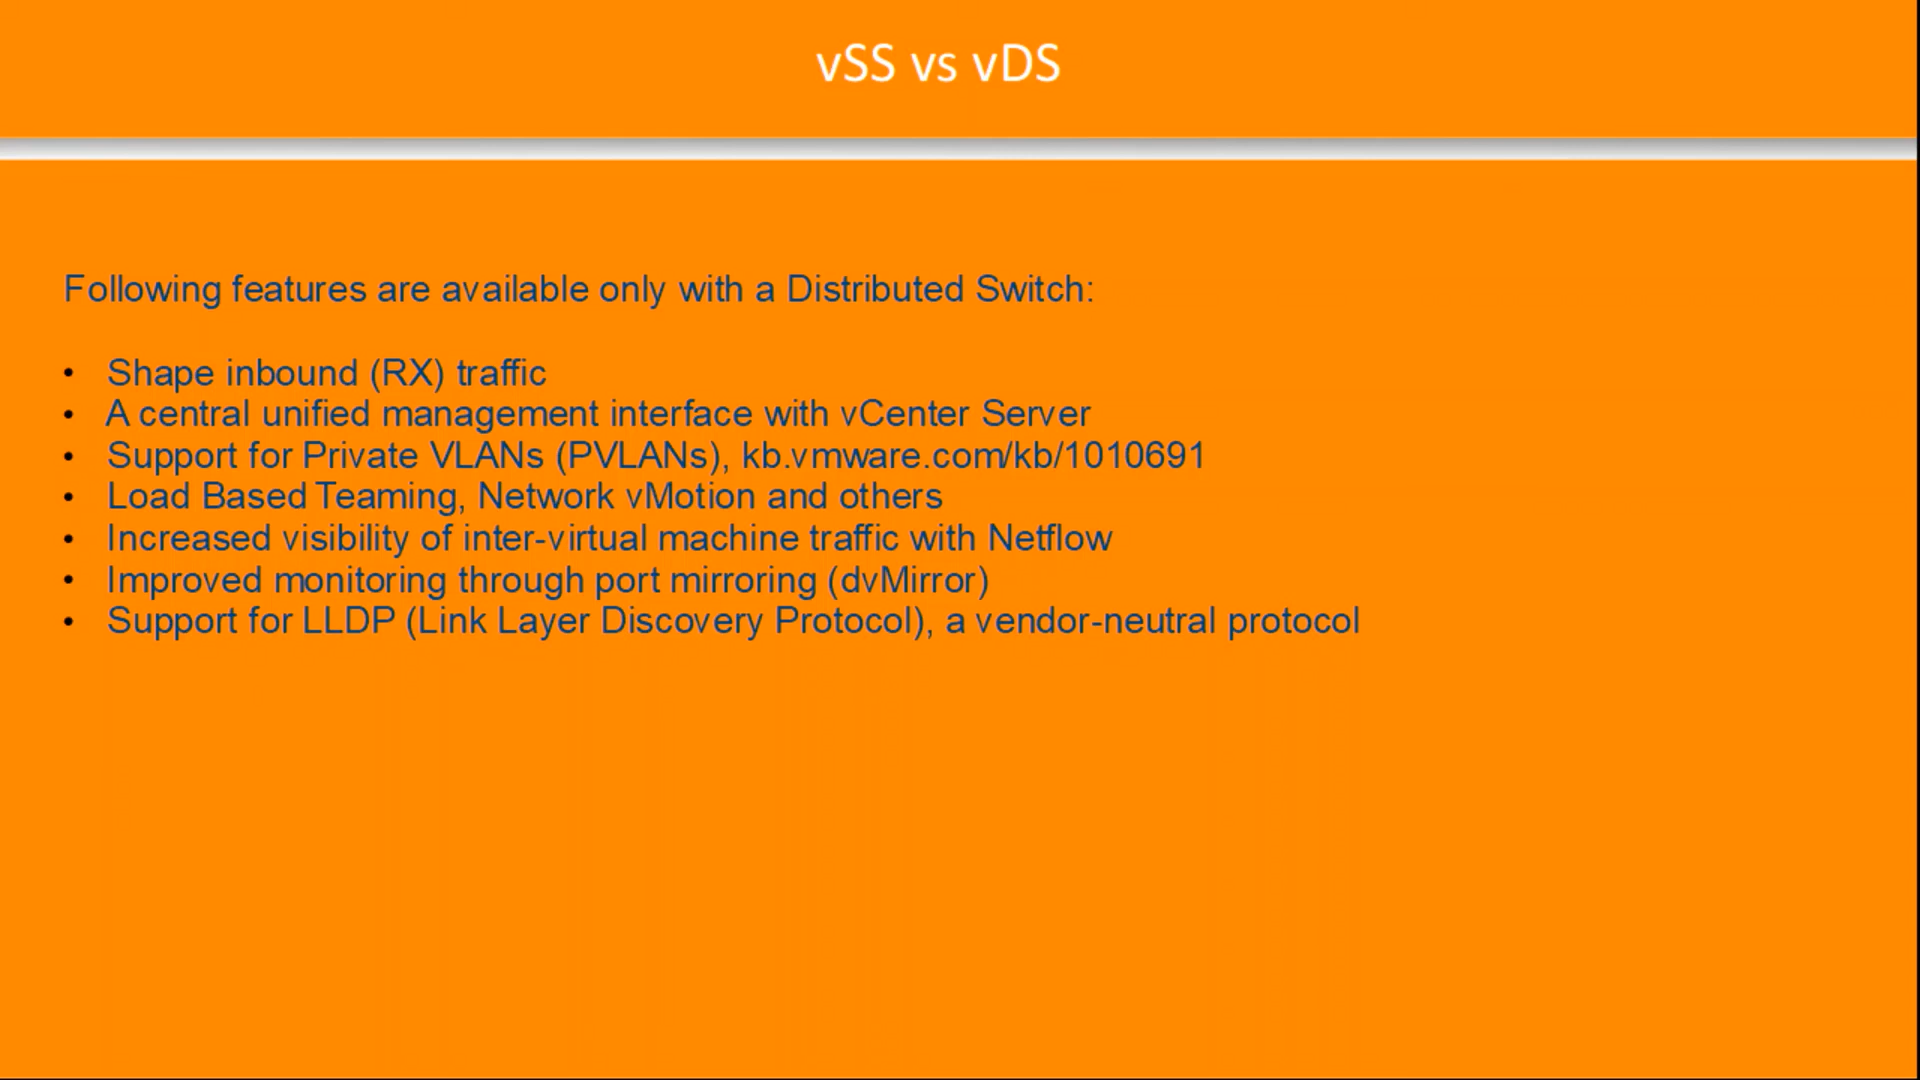 vSS vs vDS
Following features are available only with a Distributed Switch:
• Shape inbound (RX) traffic
• A central unified management interface with vCenter Server
• Support for Private VLANs (PVLANs), kb.vmware.com/kb/1010691
• Load Based Teaming, Network vMotion and others
• Increased visibility of inter-virtual machine traffic with Netflow
• Improved monitoring through port mirroring (dvMirror)
• Support for LLDP (Link Layer Discovery Protocol), a vendor-neutral protocol